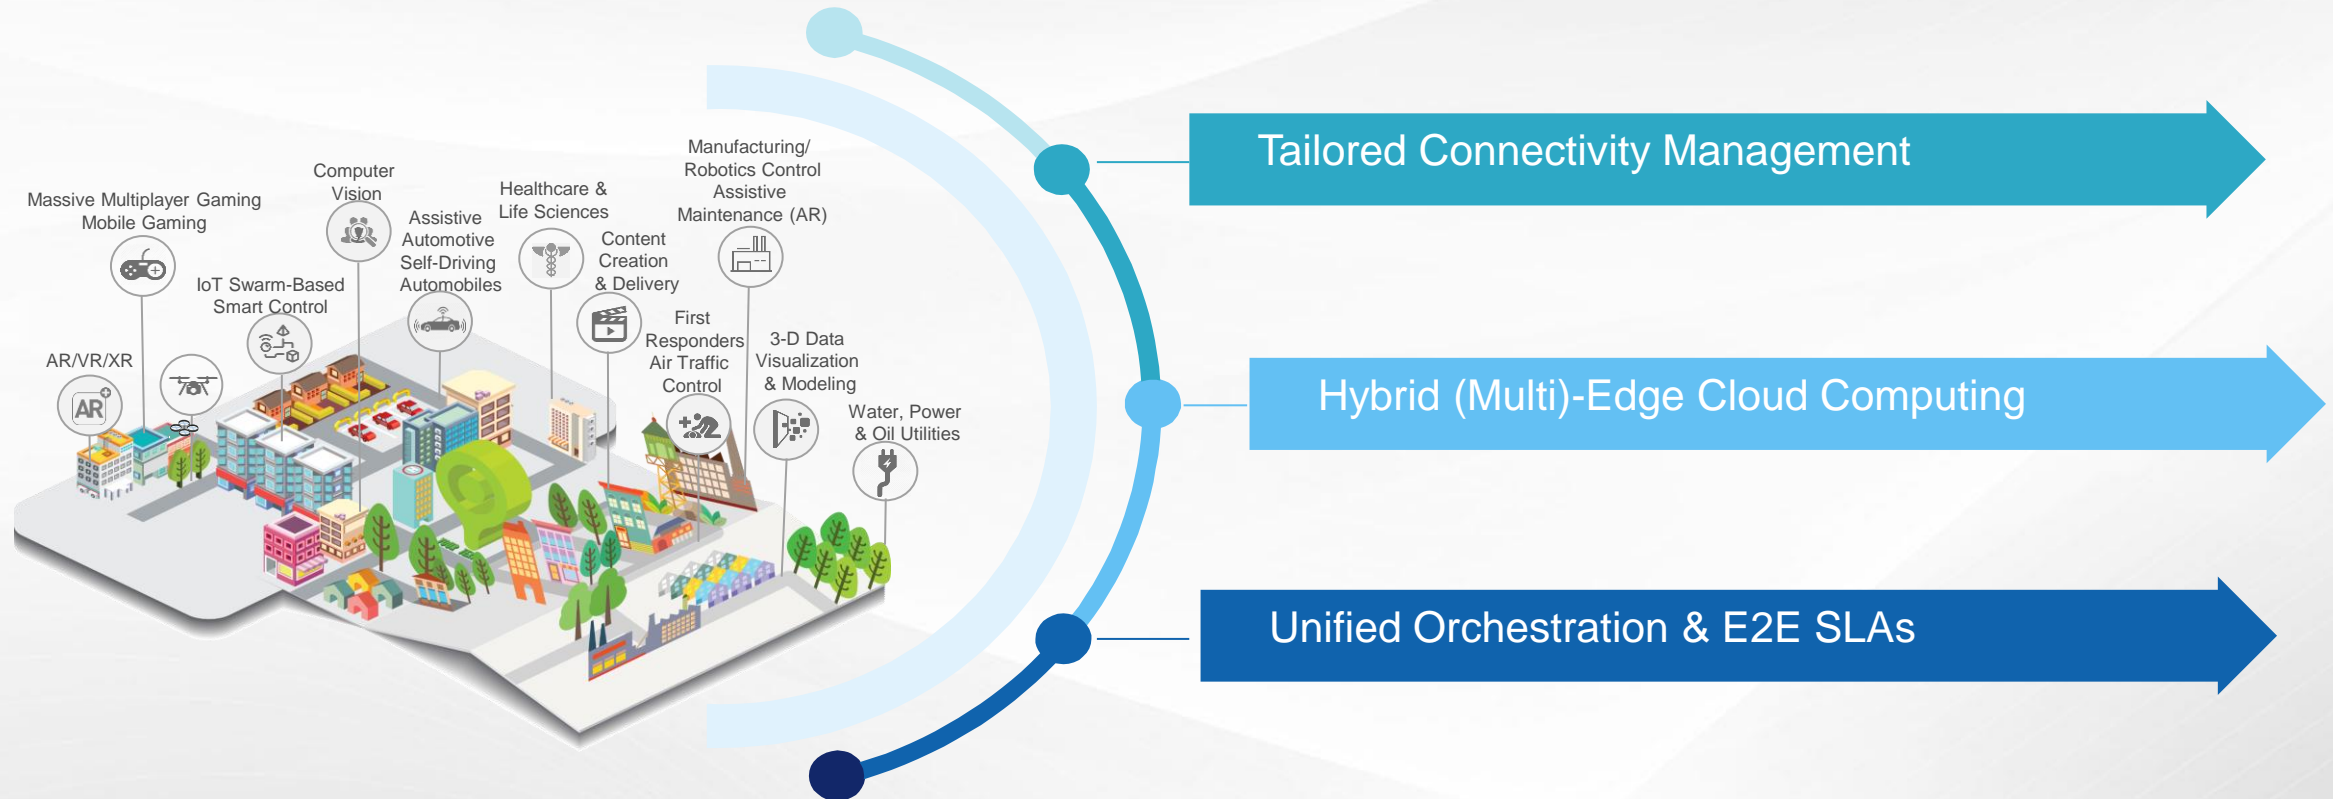 Massive Multiplayer Gaming
Mobile Gaming
Computer
Vision
Assistive
Automotive
Self-Driving
Automobiles
Healthcare &
Life Sciences
Content
Creation
& Delivery
Manufacturing/
Robotics Control
Assistive
Maintenance (AR)
IoT Swarm-Based
Smart Control
AR/VR/XR
AR
First
Responders
Air Traffic
Control
3-D Data
Visualization
& Modeling
Water, Power
& Oil Utilities
Tailored Connectivity Management
Hybrid (Multi)-Edge Cloud Computing
Unified Orchestration & E2E SLAs